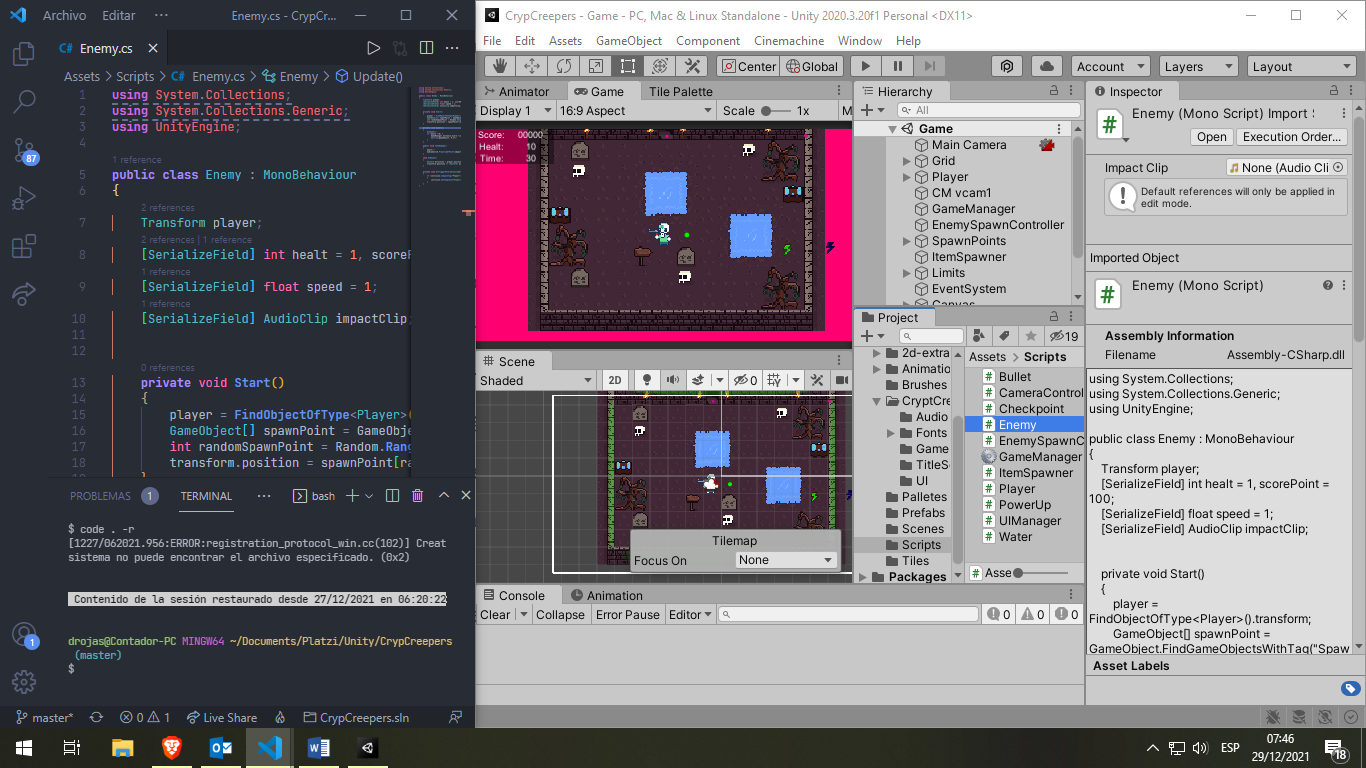 Archivo Editar ··· Enemy.cs - CrypC...
Enemy.cs
Assets > Scripts > Enemy.cs > Enemy > Update()
1 using System.Collections;
2 using System.Collections.Generic;
3 using UnityEngine;
4
1 reference
5 public class Enemy : MonoBehaviour
6 {
2 references
7 Transform player;
2 references | 1 reference
8 [SerializeField] int healt = 1, scoreP
1 reference
9 [SerializeField] float speed = 1;
1 reference
10 [SerializeField] AudioClip impactClip;
11
12
0 references
13 private void Start()
14 {
15 player = FindObjectOfType<Player>(
16 GameObject[] spawnPoint = GameObje
17 int randomSpawnPoint = Random.Rang
18 transform.position = spawnPoint[ra
PROBLEMAS 1 TERMINAL ··· bash
$ code . -r
[1227/062021.956:ERROR:registration_protocol_win.cc(102)] Creat
sistema no puede encontrar el archivo especificado. (0x2)
Contenido de la sesión restaurado desde 27/12/2021 en 06:20:22
drojas@Contador-PC MINGW64 ~/Documents/Platzi/Unity/CrypCreepers
(master)
$
87
1
master* 0 1 Live Share CrypCreepers.sln
CrypCreepers - Game - PC, Mac & Linux Standalone - Unity 2020.3.20f1 Personal <DX11>
File Edit Assets GameObject Component Cinemachine Window Help
Center Global Account Layers Layout
Animator Game Tile Palette
Display 1 16:9 Aspect Scale 1x M
Score: 00000
Healt: 10
Time: 30
Scene
Shaded 2D 0
Tilemap
Focus On None
Console Animation
Clear Collapse Error Pause Editor 0 0 0
Hierarchy
All
Game
Main Camera
Grid
Player
CM vcam1
GameManager
EnemySpawnController
SpawnPoints
ItemSpawner
Limits
EventSystem
Canvas
Project
19
2d-extra
Animatio
Brushes
CryptCre
Audio
Fonts
Game
TitleSc
UI
Palletes
Prefabs
Scenes
Scripts
Tiles
Packages
Assets > Scripts
Bullet
CameraControl
Checkpoint
Enemy
EnemySpawnC
GameManager
ItemSpawner
Player
PowerUp
UIManager
Water
Asse
Inspector
Enemy (Mono Script) Import S
Open Execution Order...
Impact Clip None (Audio Cli
Default references will only be applied in
edit mode.
Imported Object
Enemy (Mono Script)
Assembly Information
Filename Assembly-CSharp.dll
using System.Collections;
using System.Collections.Generic;
using UnityEngine;
public class Enemy : MonoBehaviour
{
Transform player;
[SerializeField] int healt = 1, scorePoint =
100;
[SerializeField] float speed = 1;
[SerializeField] AudioClip impactClip;
private void Start()
{
player =
FindObjectOfType<Player>().transform;
GameObject[] spawnPoint =
GameObject.FindGameObjectsWithTag("Spaw
Asset Labels
ESP
07:46
29/12/2021
18